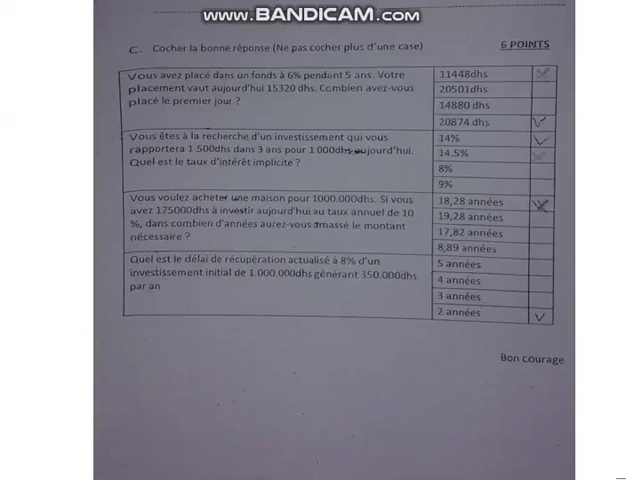 WWW.BANDICAM.COM
C. Cocher la bonne réponse (Ne pas cocher plus d'une case) 6 POINTS
Vous avez placé dans un fonds à 6% pendant 5 ans. Votre
placement vaut aujourd'hui 15320 dhs. Combien avez-vous
placé le premier jour ?
11448dhs
20501dhs
14880 dhs
20874 dhs
Vous êtes à la recherche d'un investissement qui vous
rapportera 1 500dhs dans 3 ans pour 1 000dhs aujourd'hui.
Quel est le taux d'intérêt implicite ?
14%
14.5%
8%
9%
Vous voulez acheter une maison pour 1000.000dhs. Si vous
avez 175000dhs à investir aujourd'hui au taux annuel de 10
%, dans combien d'années aurez-vous amassé le montant
nécessaire ?
18,28 années
19,28 années
17,82 années
8,89 années
Quel est le délai de récupération actualisé à 8% d'un
investissement initial de 1.000.000dhs générant 350.000dhs
par an
5 années
4 années
3 années
2 années
Bon courage